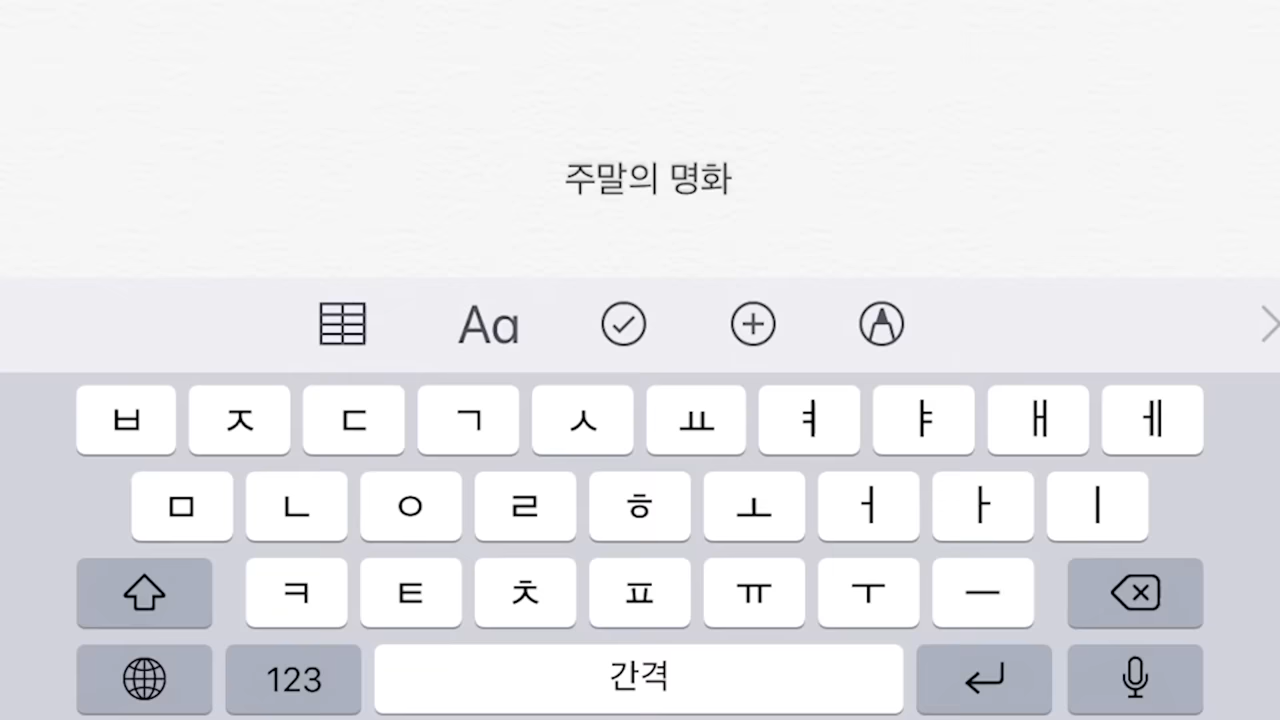 주말의 명화
Aa
ㅂ ㅈ ㄷ ㄱ ㅅ ㅛ ㅕ ㅑ ㅐ ㅔ
ㅁ ㄴ ㅇ ㄹ ㅎ ㅗ ㅓ ㅏ ㅣ
ㅋ ㅌ ㅊ ㅍ ㅠ ㅜ ㅡ
123 간격